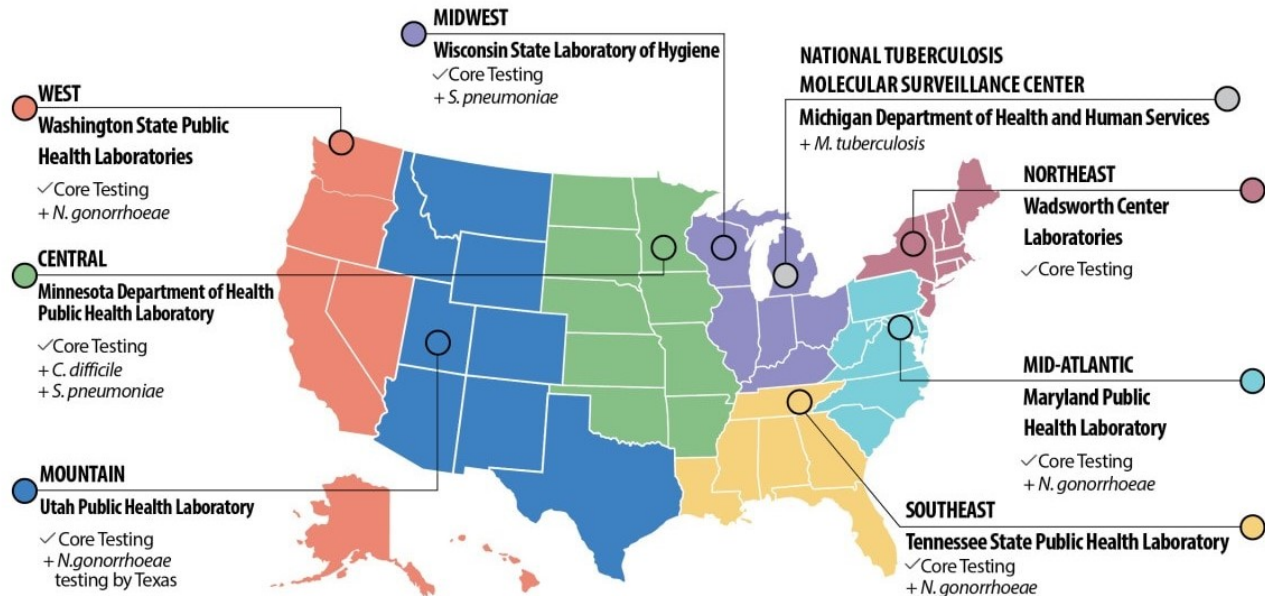 MIDWEST
Wisconsin State Laboratory of Hygiene
✓Core Testing
+ S. pneumoniae
NATIONAL TUBERCULOSIS
MOLECULAR SURVEILLANCE CENTER
Michigan Department of Health and Human Services
+ M. tuberculosis
WEST
Washington State Public
Health Laboratories
✓Core Testing
+ N. gonorrhoeae
NORTHEAST
Wadsworth Center
Laboratories
✓Core Testing
CENTRAL
Minnesota Department of Health
Public Health Laboratory
✓Core Testing
+ C. difficile
+ S. pneumoniae
MID-ATLANTIC
Maryland Public
Health Laboratory
✓Core Testing
+ N. gonorrhoeae
MOUNTAIN
Utah Public Health Laboratory
✓ Core Testing
+ N.gonorrhoeae
testing by Texas
SOUTHEAST
Tennessee State Public Health Laboratory
✓Core Testing
+ N. gonorrhoeae